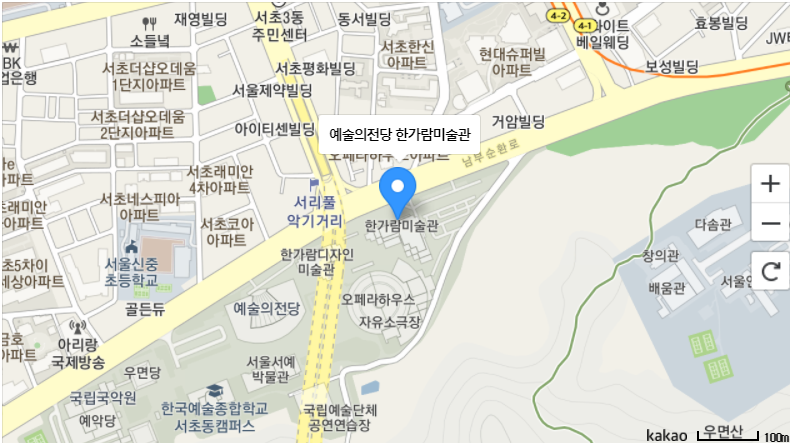 재영빌딩
서초3동
주민센터
동서빌딩
4-2
4-1
효봉빌딩
소들녘
서초한신
아파트
베일웨딩
BK
업은행
서초더샵오데움
1단지아파트
서초평화빌딩
현대슈퍼빌
아파트
보성빌딩
서울제약빌딩
서초더샵오데움
2단지아파트
아이티센빌딩
거암빌딩
예술의전당 한가람미술관
남부순환로
서초래미안
4차아파트
서초네스피아
아파트
서리풀
악기거리
서초코아
아파트
한가람미술관
다솜관
한가람디자인
미술관
창의관
서울신중
초등학교
배움관
골든듀
예술의전당
오페라하우스
자유소극장
아리랑
국제방송
우면당
서울서예
박물관
국립국악원
예악당
한국예술종합학교
서초동캠퍼스
국립예술단체
공연연습장
우면산
kakao
100m